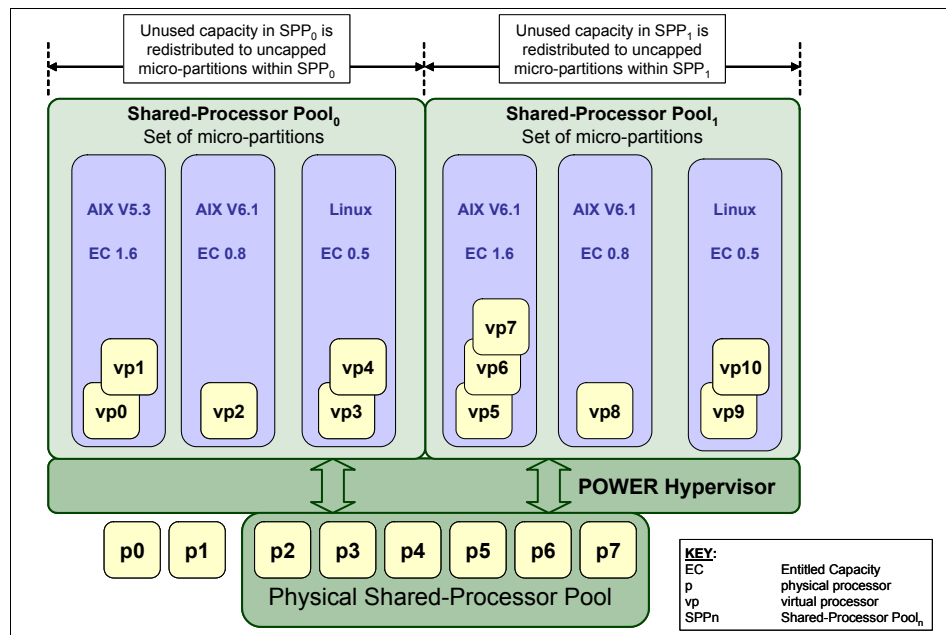 Unused capacity in SPP₀ is
redistributed to uncapped
micro-partitions within SPP₀
Unused capacity in SPP₁ is
redistributed to uncapped
micro-partitions within SPP₁
Shared-Processor Pool₀
Set of micro-partitions
Shared-Processor Pool₁
Set of micro-partitions
AIX V5.3
EC 1.6
vp1
vp0
AIX V6.1
EC 0.8
vp2
Linux
EC 0.5
vp4
vp3
AIX V6.1
EC 1.6
vp7
vp6
vp5
AIX V6.1
EC 0.8
vp8
Linux
EC 0.5
vp10
vp9
POWER Hypervisor
p0 p1 p2 p3 p4 p5 p6 p7
Physical Shared-Processor Pool
KEY:
EC Entitled Capacity
p physical processor
vp virtual processor
SPPn Shared-Processor Poolₙ